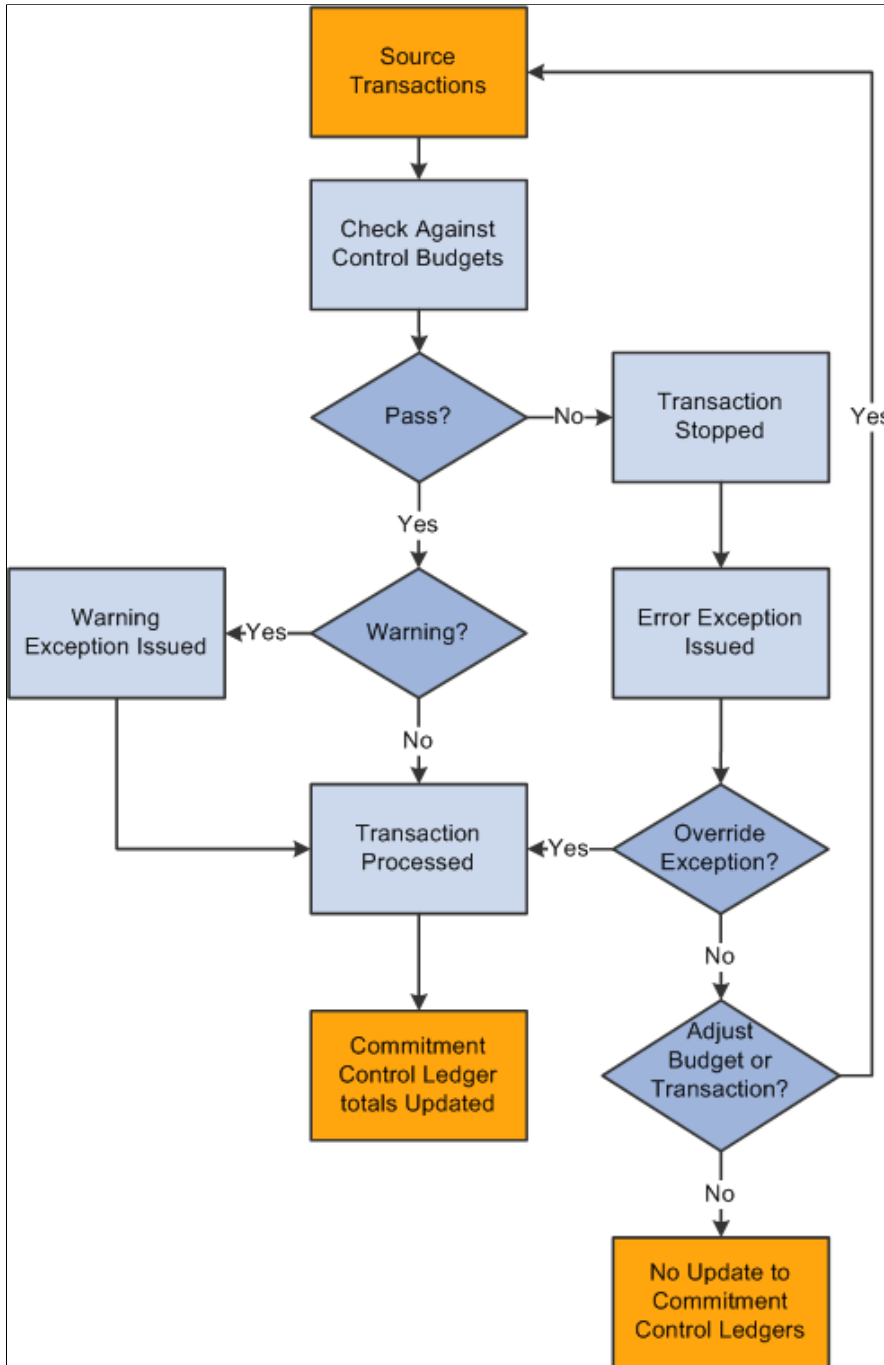 Source
Transactions
Check Against
Control Budgets
Pass?
No
Transaction
Stopped
Yes
Yes
Warning
Exception Issued
Yes
Warning?
Error Exception
Issued
No
Transaction
Processed
Yes
Override
Exception?
No
Commitment
Control Ledger
totals Updated
Adjust
Budget or
Transaction?
No
No Update to
Commitment
Control Ledgers